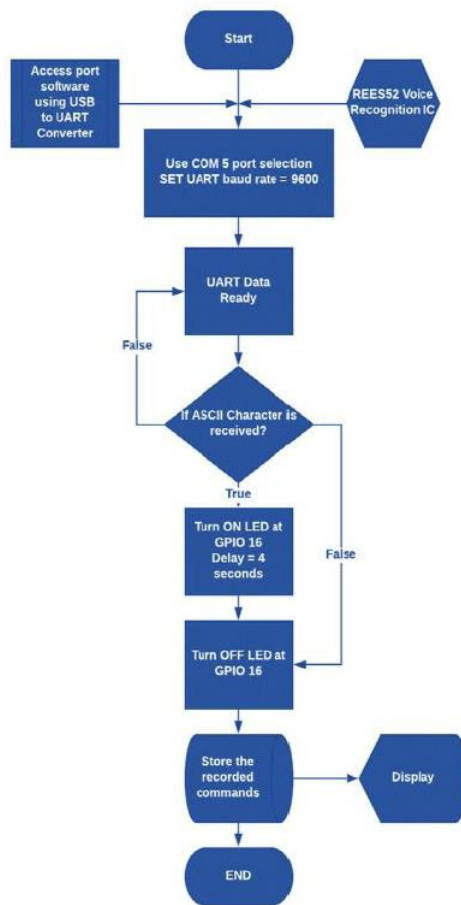 Start
Access port
software
using USB
to UART
Converter
REES52 Voice
Recognition IC
Use COM 5 port selection
SET UART baud rate = 9600
UART Data
Ready
False
If ASCII Character is
received?
True
False
Turn ON LED at
GPIO 16
Delay = 4
seconds
Turn OFF LED at
GPIO 16
Store the
recorded
commands
Display
END